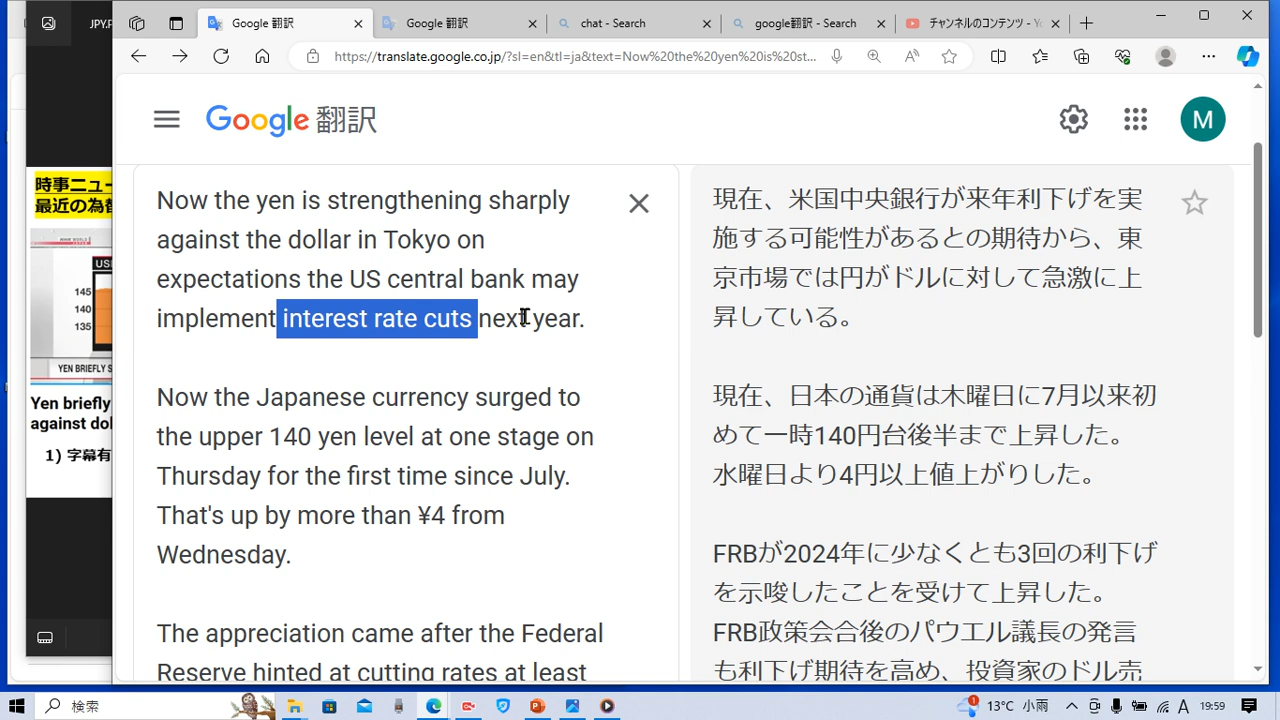 JPY.P
Google 翻訳
Google 翻訳
chat - Search
google翻訳 - Search
チャンネルのコンテンツ - Yo
https://translate.google.co.jp/?sl=en&tl=ja&text=Now%20the%20yen%20is%20st...
Google 翻訳
M
Now the yen is strengthening sharply
against the dollar in Tokyo on
expectations the US central bank may
implement interest rate cuts next year.
Now the Japanese currency surged to
the upper 140 yen level at one stage on
Thursday for the first time since July.
That's up by more than ¥4 from
Wednesday.
The appreciation came after the Federal
Reserve hinted at cutting rates at least
現在、米国中央銀行が来年利下げを実
施する可能性があるとの期待から、東
京市場では円がドルに対して急激に上
昇している。
現在、日本の通貨は木曜日に7月以来初
めて一時140円台後半まで上昇した。
水曜日より4円以上値上がりした。
FRBが2024年に少なくとも3回の利下げ
を示唆したことを受けて上昇した。
FRB政策会合後のパウエル議長の発言
も利下げ期待を高め、投資家のドル売
時事ニュ
最近の為替
NHK WORLD
US
145
140
135
YEN BRIEFLY S
Yen briefly
against dol
1) 字幕有
検索
1
13°C 小雨
A
19:59